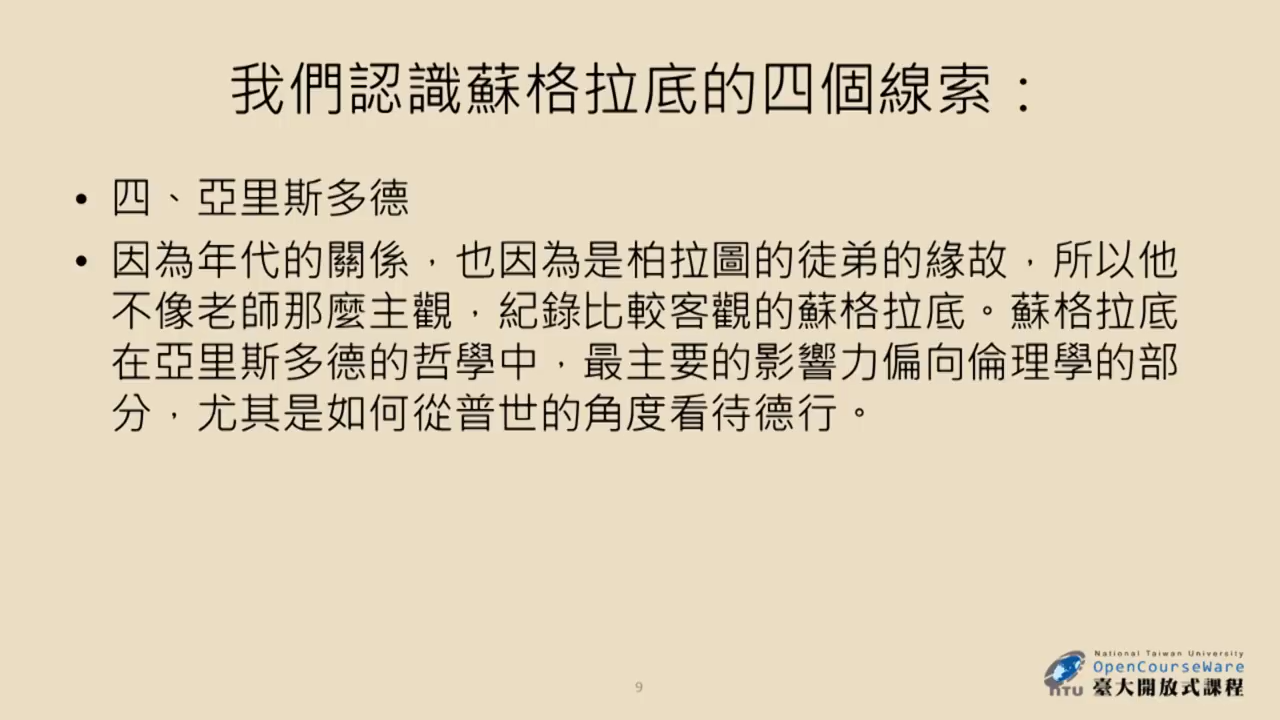 我們認識蘇格拉底的四個線索：
• 四、亞里斯多德
• 因為年代的關係，也因為是柏拉圖的徒弟的緣故，所以他
不像老師那麼主觀，紀錄比較客觀的蘇格拉底。蘇格拉底
在亞里斯多德的哲學中，最主要的影響力偏向倫理學的部
分，尤其是如何從普世的角度看待德行。
9
National Taiwan University
OpenCourseWare
NTU 臺大開放式課程